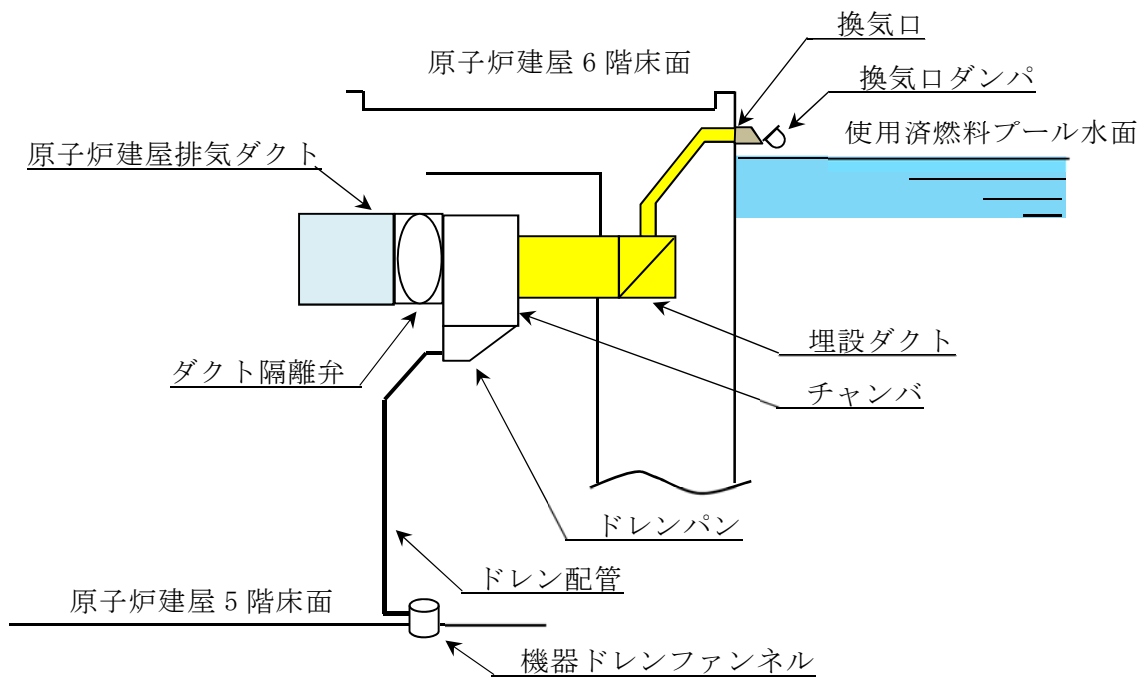 換気口
原子炉建屋6階床面
換気口ダンパ
使用済燃料プール水面
原子炉建屋排気ダクト
埋設ダクト
ダクト隔離弁
チャンバ
ドレンパン
ドレン配管
原子炉建屋5階床面
機器ドレンファンネル